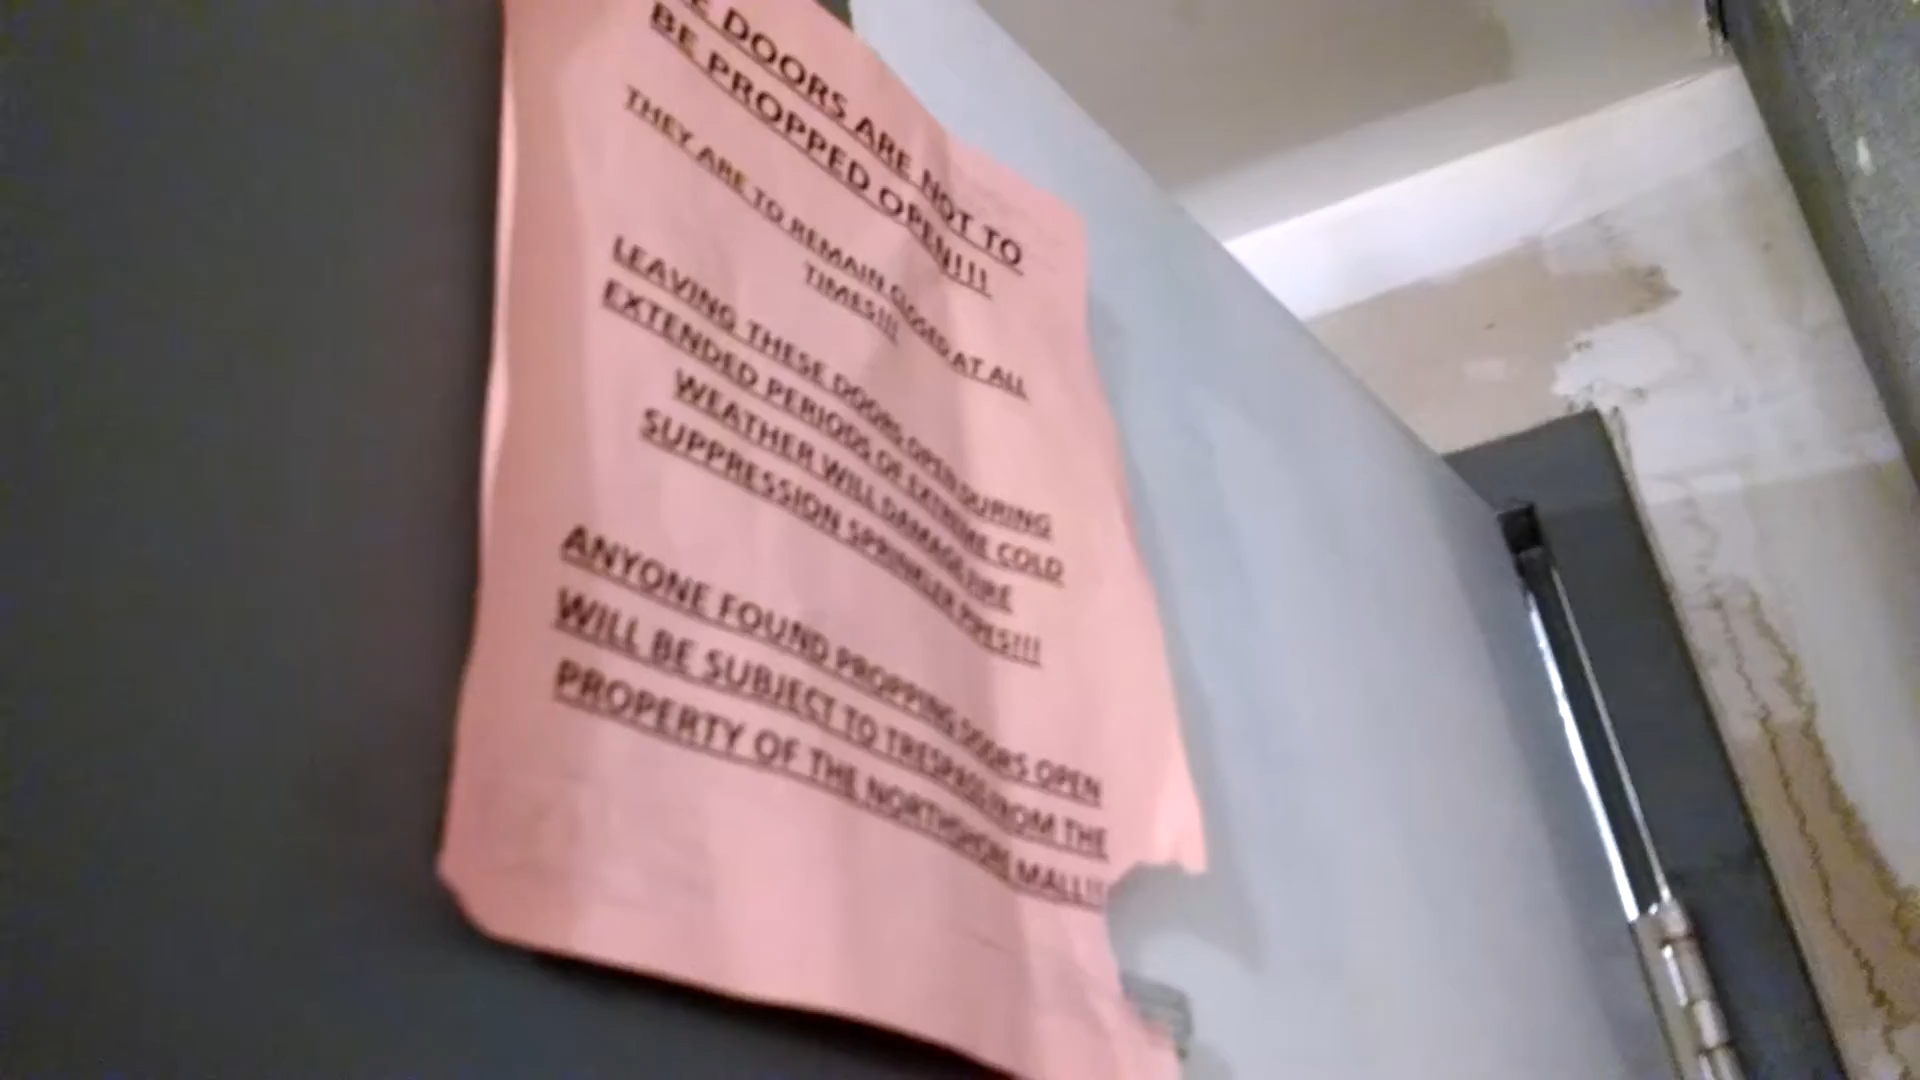 DOORS ARE NOT TO
BE PROPPED OPEN!!!
THEY ARE TO REMAIN CLOSED AT ALL
TIMES!!!
LEAVING THESE DOORS OPEN DURING
EXTENDED PERIODS OF EXTREME COLD
WEATHER WILL DAMAGE FIRE
SUPPRESSION SPRINKLER PIPES!!!
ANYONE FOUND PROPPING DOORS OPEN
WILL BE SUBJECT TO TRESPASS FROM THE
PROPERTY OF THE NORTHSHORE MALL!!!